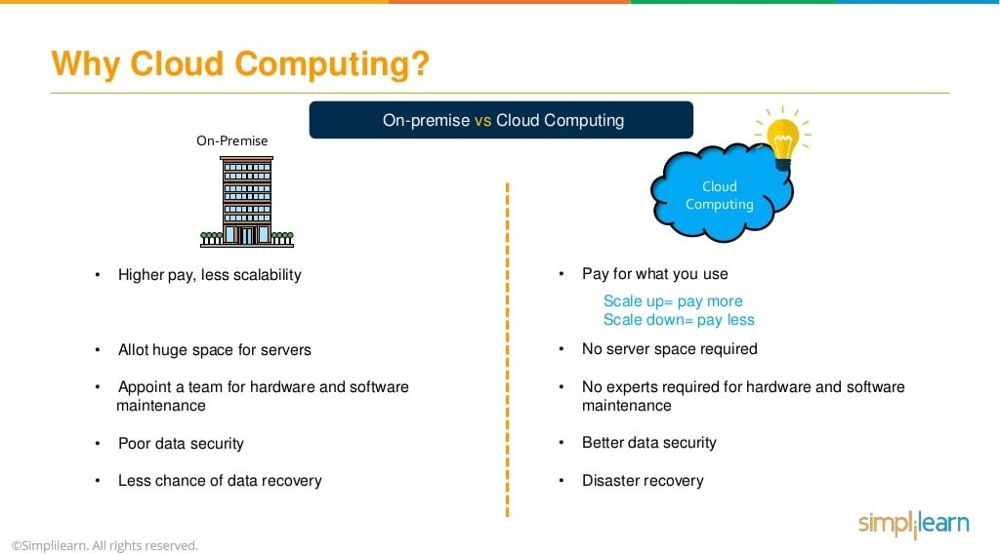 Why Cloud Computing?
On-premise vs Cloud Computing
On-Premise
• Higher pay, less scalability
• Allot huge space for servers
• Appoint a team for hardware and software
maintenance
• Poor data security
• Less chance of data recovery
Cloud
Computing
• Pay for what you use
Scale up= pay more
Scale down= pay less
• No server space required
• No experts required for hardware and software
maintenance
• Better data security
• Disaster recovery
©Simplilearn. All rights reserved.
simplilearn